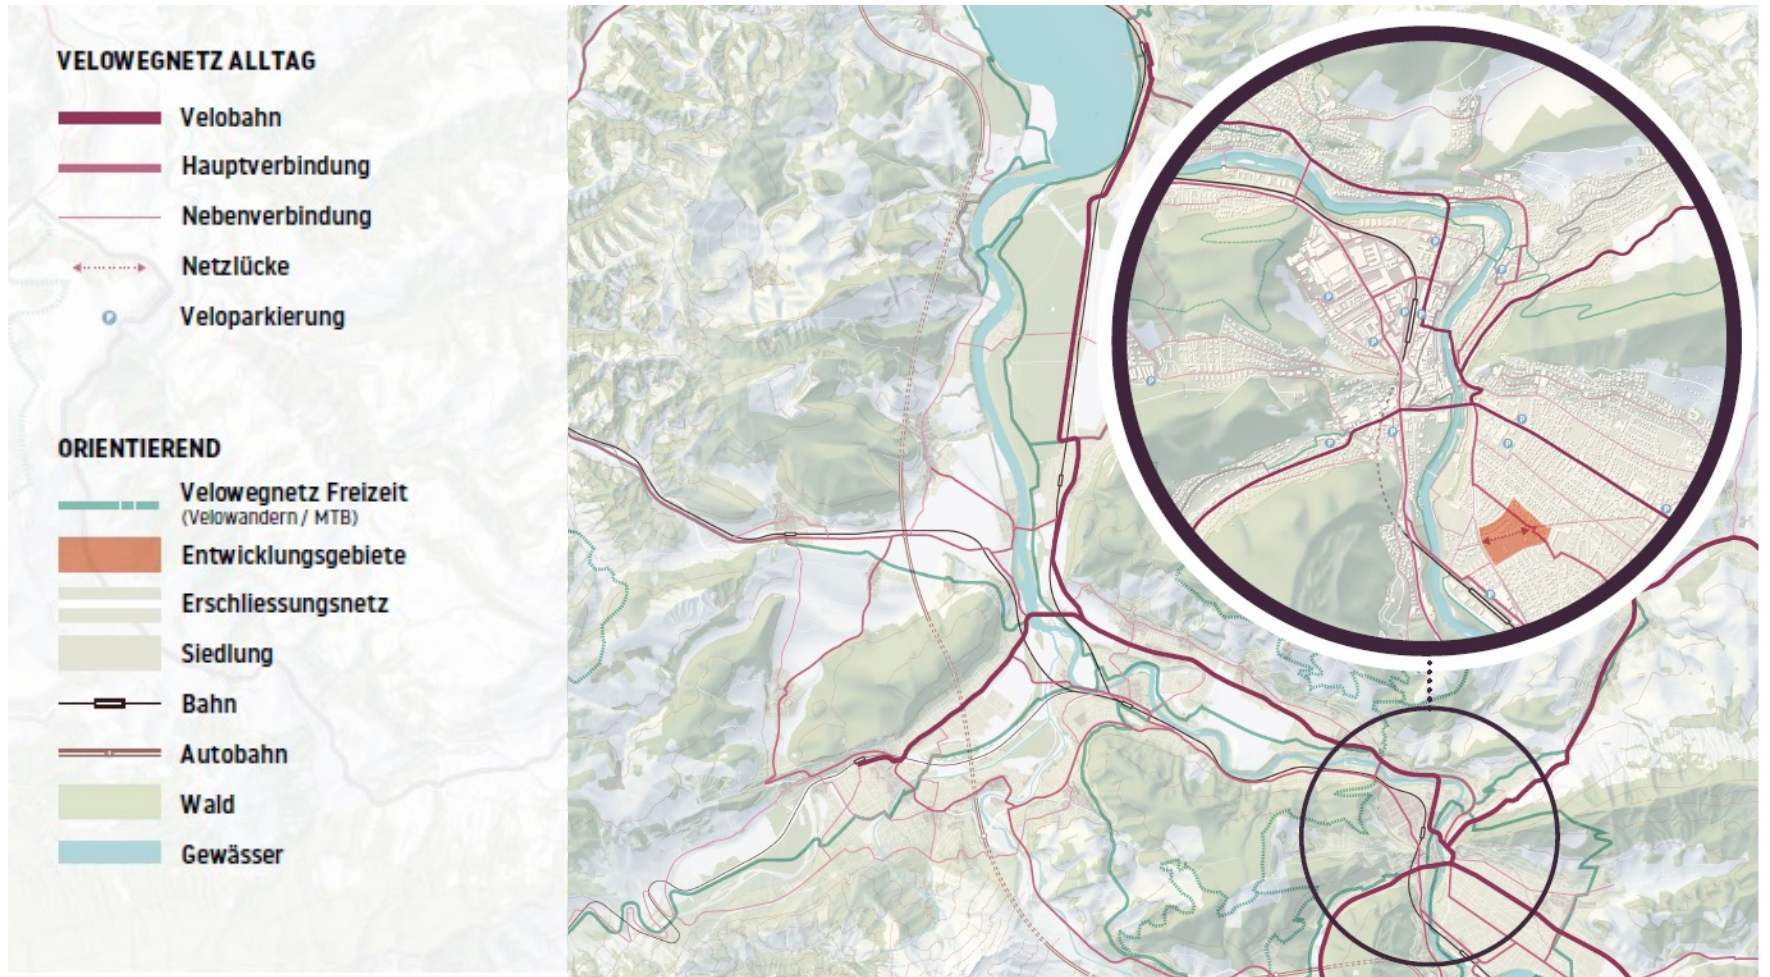 VELOWEGNETZ ALLTAG
Velobahn
Hauptverbindung
Nebenverbindung
Netzlücke
P Veloparkierung
ORIENTIEREND
Velowegnetz Freizeit
(Velowandern / MTB)
Entwicklungsgebiete
Erschliessungsnetz
Siedlung
Bahn
Autobahn
Wald
Gewässer
P
P
P
P
P
P
P
P
P
P
P
P
P